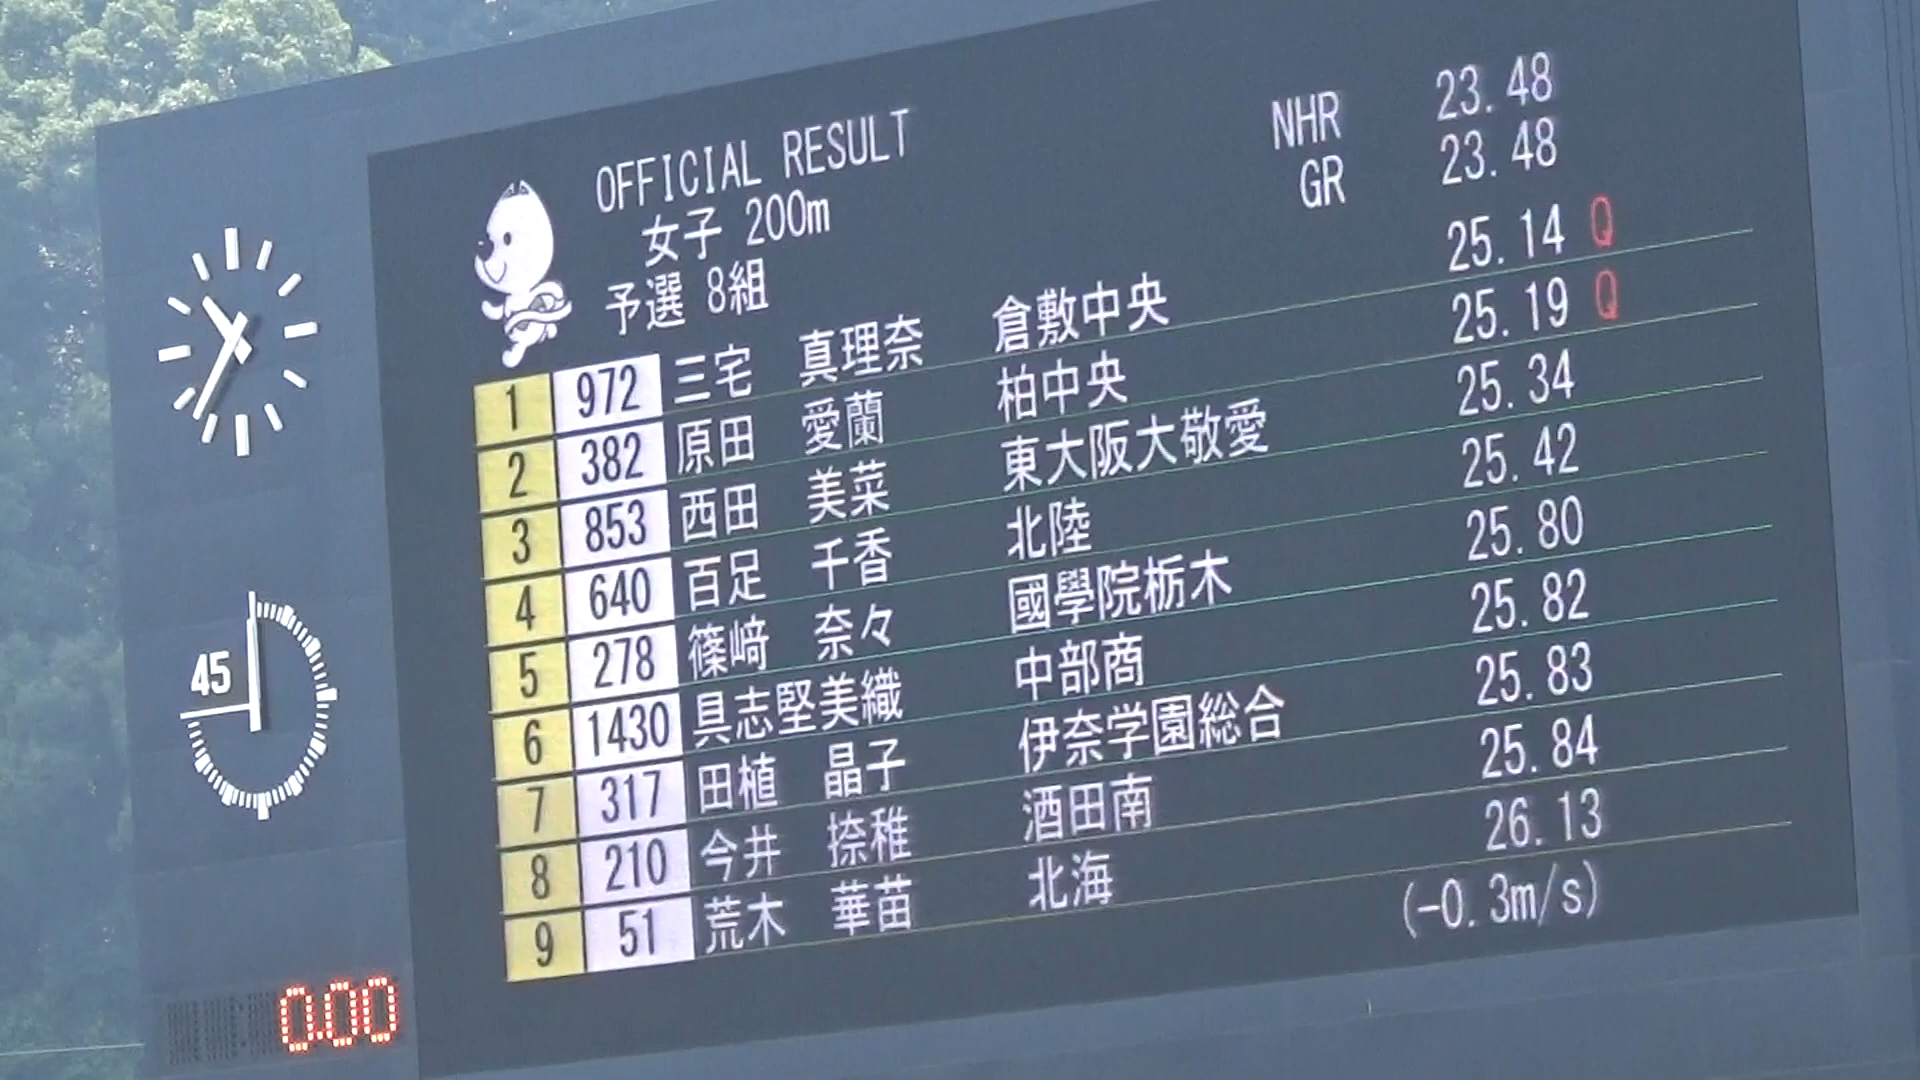 OFFICIAL RESULT
女子 200m
予選 8組
NHR 23.48
GR 23.48
1 972 三宅 真理奈 倉敷中央 25.14 Q
2 382 原田 愛蘭 柏中央 25.19 Q
3 853 西田 美菜 東大阪大敬愛 25.34
4 640 百足 千香 北陸 25.42
5 278 篠﨑 奈々 國學院栃木 25.80
6 1430 具志堅美織 中部商 25.82
7 317 田植 晶子 伊奈学園総合 25.83
8 210 今井 捺稚 酒田南 25.84
9 51 荒木 華苗 北海 26.13
(-0.3m/s)
45
0.00